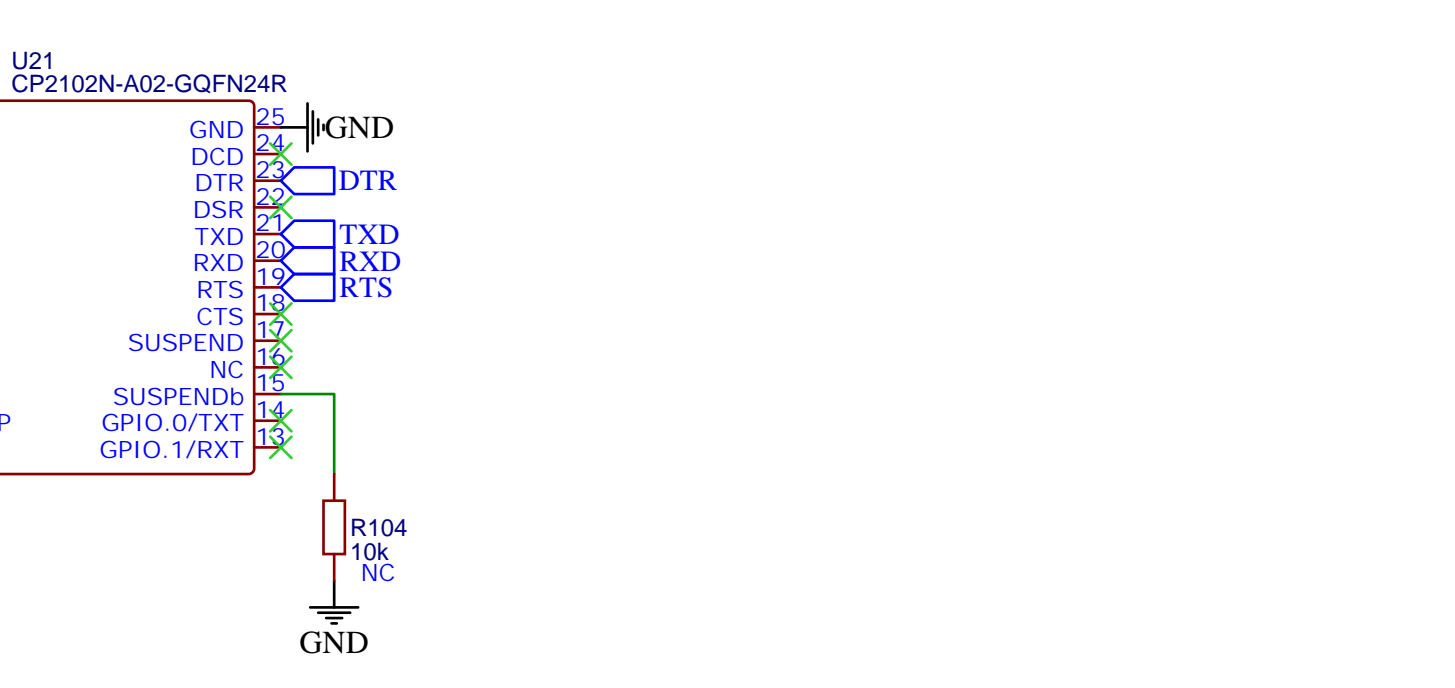 U21
CP2102N-A02-GQFN24R
GND 25 GND
DCD 24
DTR 23 DTR
DSR 22
TXD 21 TXD
RXD 20 RXD
RTS 19 RTS
CTS 18
SUSPEND 17
NC 16
SUSPENDb 15
P GPIO.0/TXT 14
GPIO.1/RXT 13
R104
10k
NC
GND